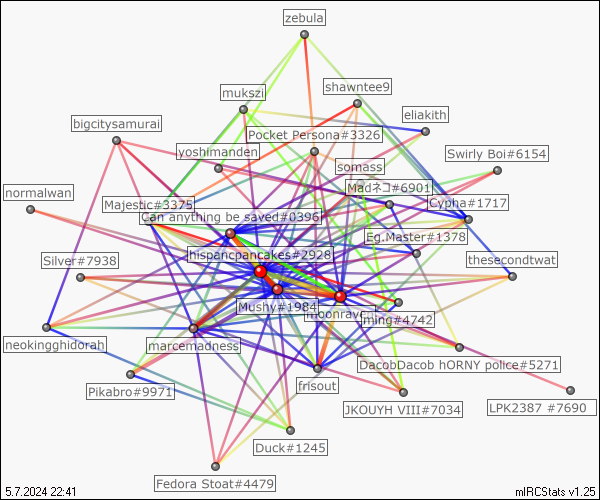 zebula
mukszi
shawntee9
eliakith
bigcitysamurai
Pocket Persona#3326
yoshimanden
somass
Swirly Boi#6154
normalwan
Madネコ#6901
Majestic#3375
Cypha#1717
Can anything be saved#0396
Eg.Master#1378
hispanicpancakes#2928
Silver#7938
thesecondtwat
Mushy#1984
ming#4742
neokingghidorah
marcemadness
DacobDacob hORNY police#5271
Pikabro#9971
frisout
JKOUYH VIII#7034
LPK2387 #7690
Duck#1245
Fedora Stoat#4479
5.7.2024 22:41
mIRCStats v1.25